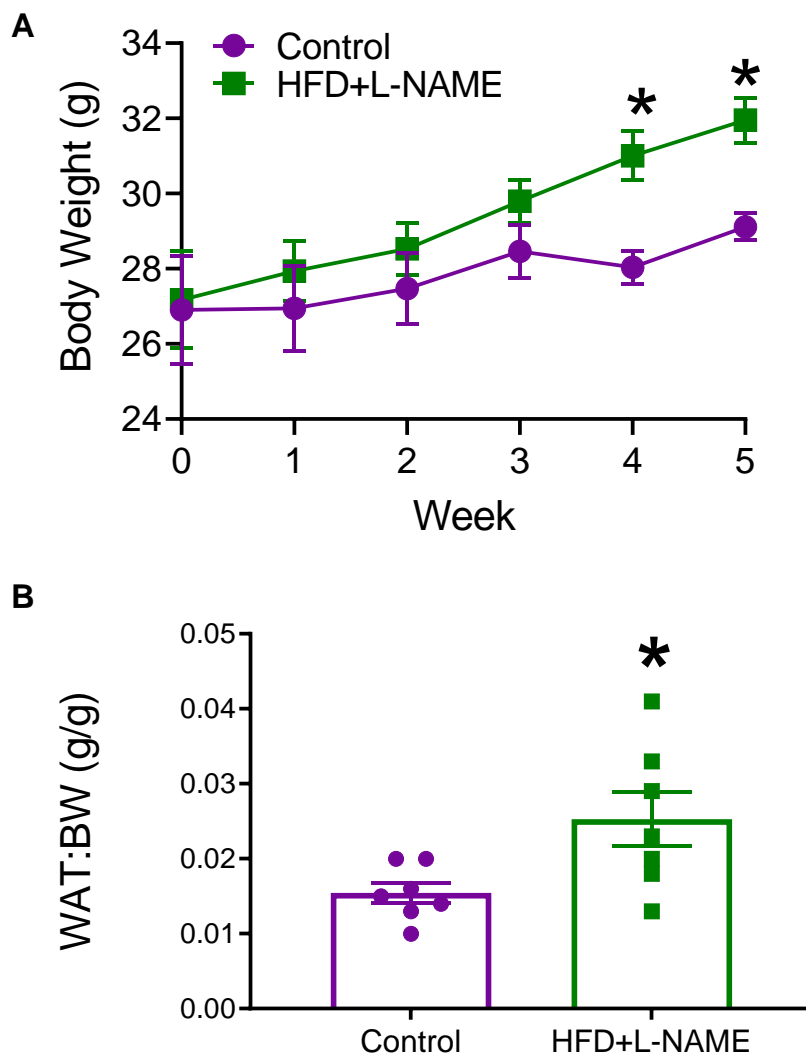 A
Control
HFD+L-NAME
*
*
34
32
30
28
26
24
Body Weight (g)
0 1 2 3 4 5
Week
B
*
0.05
0.04
0.03
0.02
0.01
0.00
WAT:BW (g/g)
Control HFD+L-NAME